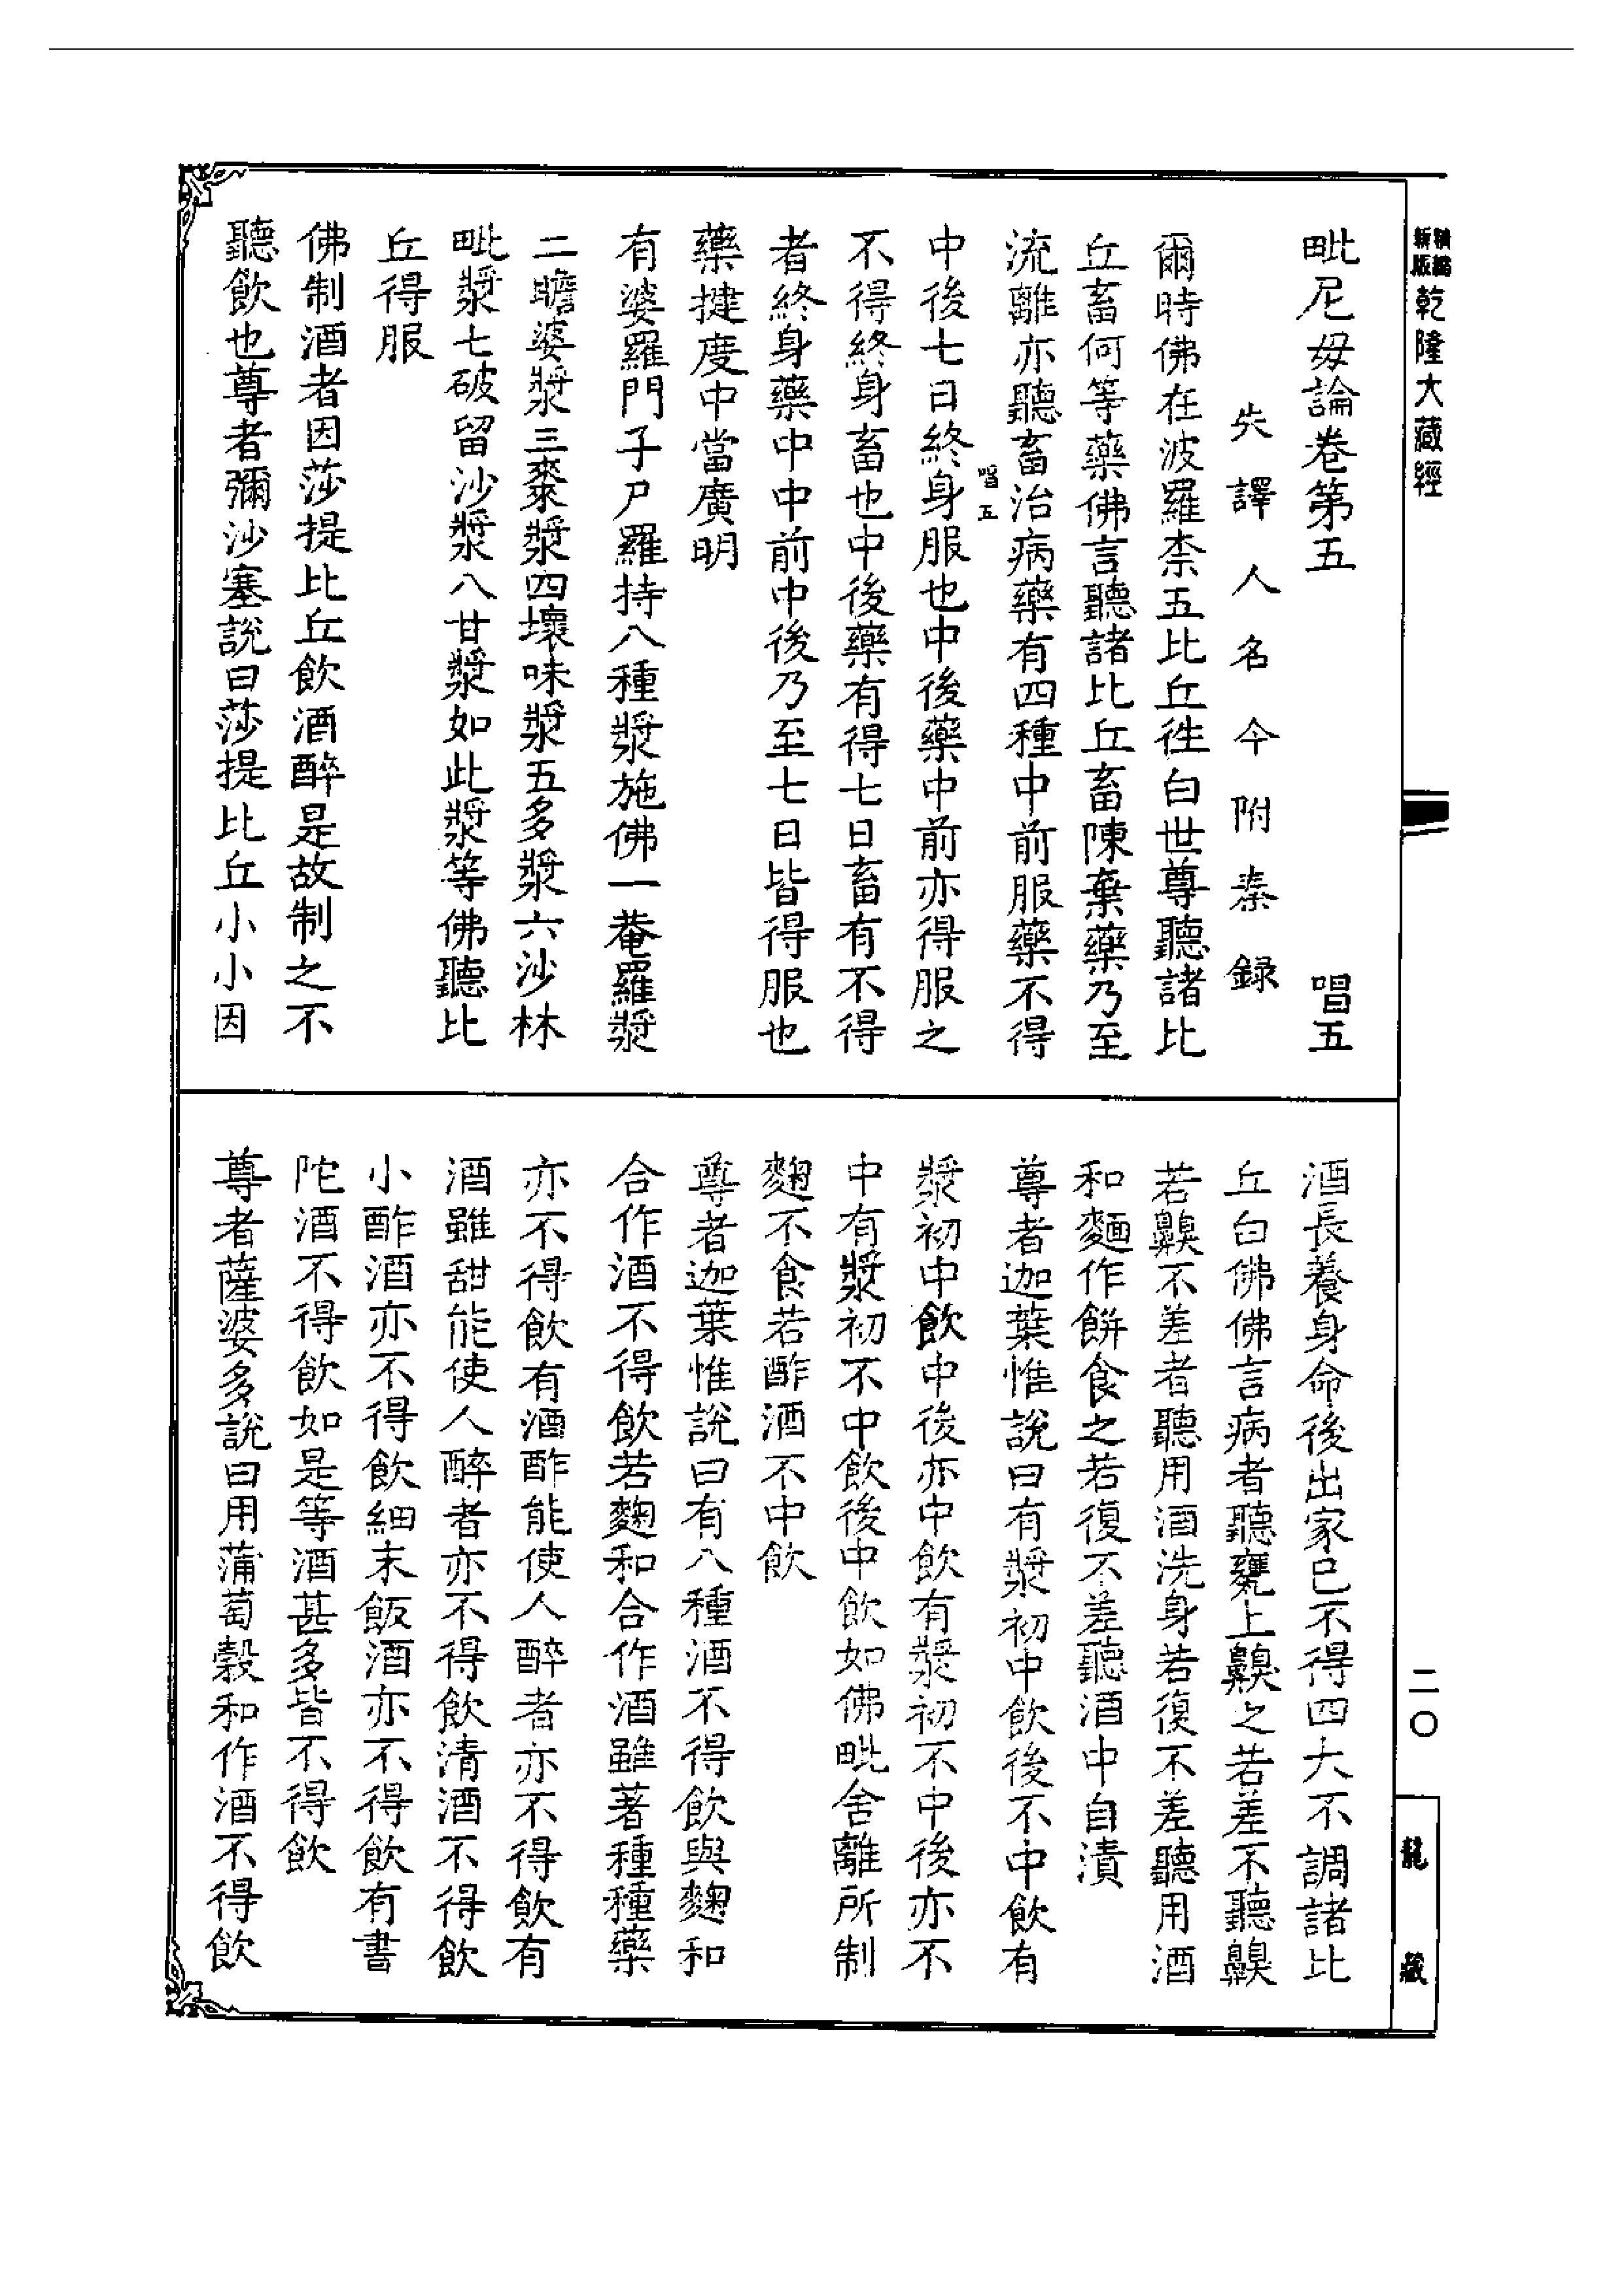 精編新版乾隆大藏經
二〇
龍藏
毗尼毋論卷第五 唱五
失譯人名今附秦録
爾時佛在波羅柰五比丘徃白世尊聽諸比
丘畜何等藥佛言聽諸比丘畜陳棄藥乃至
流離亦聽畜治病藥有四種中前服藥不得
唱五
中後七日終身服也中後藥中前亦得服之
不得終身畜也中後藥有得七日畜有不得
者終身藥中中前中後乃至七日皆得服也
藥揵度中當廣明
有婆羅門子尸羅持八種漿施佛一菴羅漿
二瞻婆漿三棗漿四壞味漿五多漿六沙林
毗漿七破留沙漿八甘漿如此漿等佛聽比
丘得服
佛制酒者因莎提比丘飲酒醉是故制之不
聽飲也尊者彌沙塞說曰莎提比丘小小因
酒長養身命後出家已不得四大不調諸比
丘白佛佛言病者聽甕上齅之若差不聽齅
若齅不差者聽用酒洗身若復不差聽用酒
和麵作餅食之若復不差聽酒中自漬
尊者迦葉惟說曰有漿初中飲後不中飲有
漿初中飲中後亦中飲有漿初不中後亦不
中有漿初不中飲後中飲如佛毗舍離所制
麴不食若酢酒不中飲
尊者迦葉惟說曰有八種酒不得飲與麴和
合作酒不得飲若麴和合作酒雖著種種藥
亦不得飲有酒酢能使人醉者亦不得飲有
酒雖甜能使人醉者亦不得飲清酒不得飲
小酢酒亦不得飲細末飯酒亦不得飲有書
陀酒不得飲如是等酒甚多皆不得飲
尊者薩婆多說曰用蒲萄穀和作酒不得飲